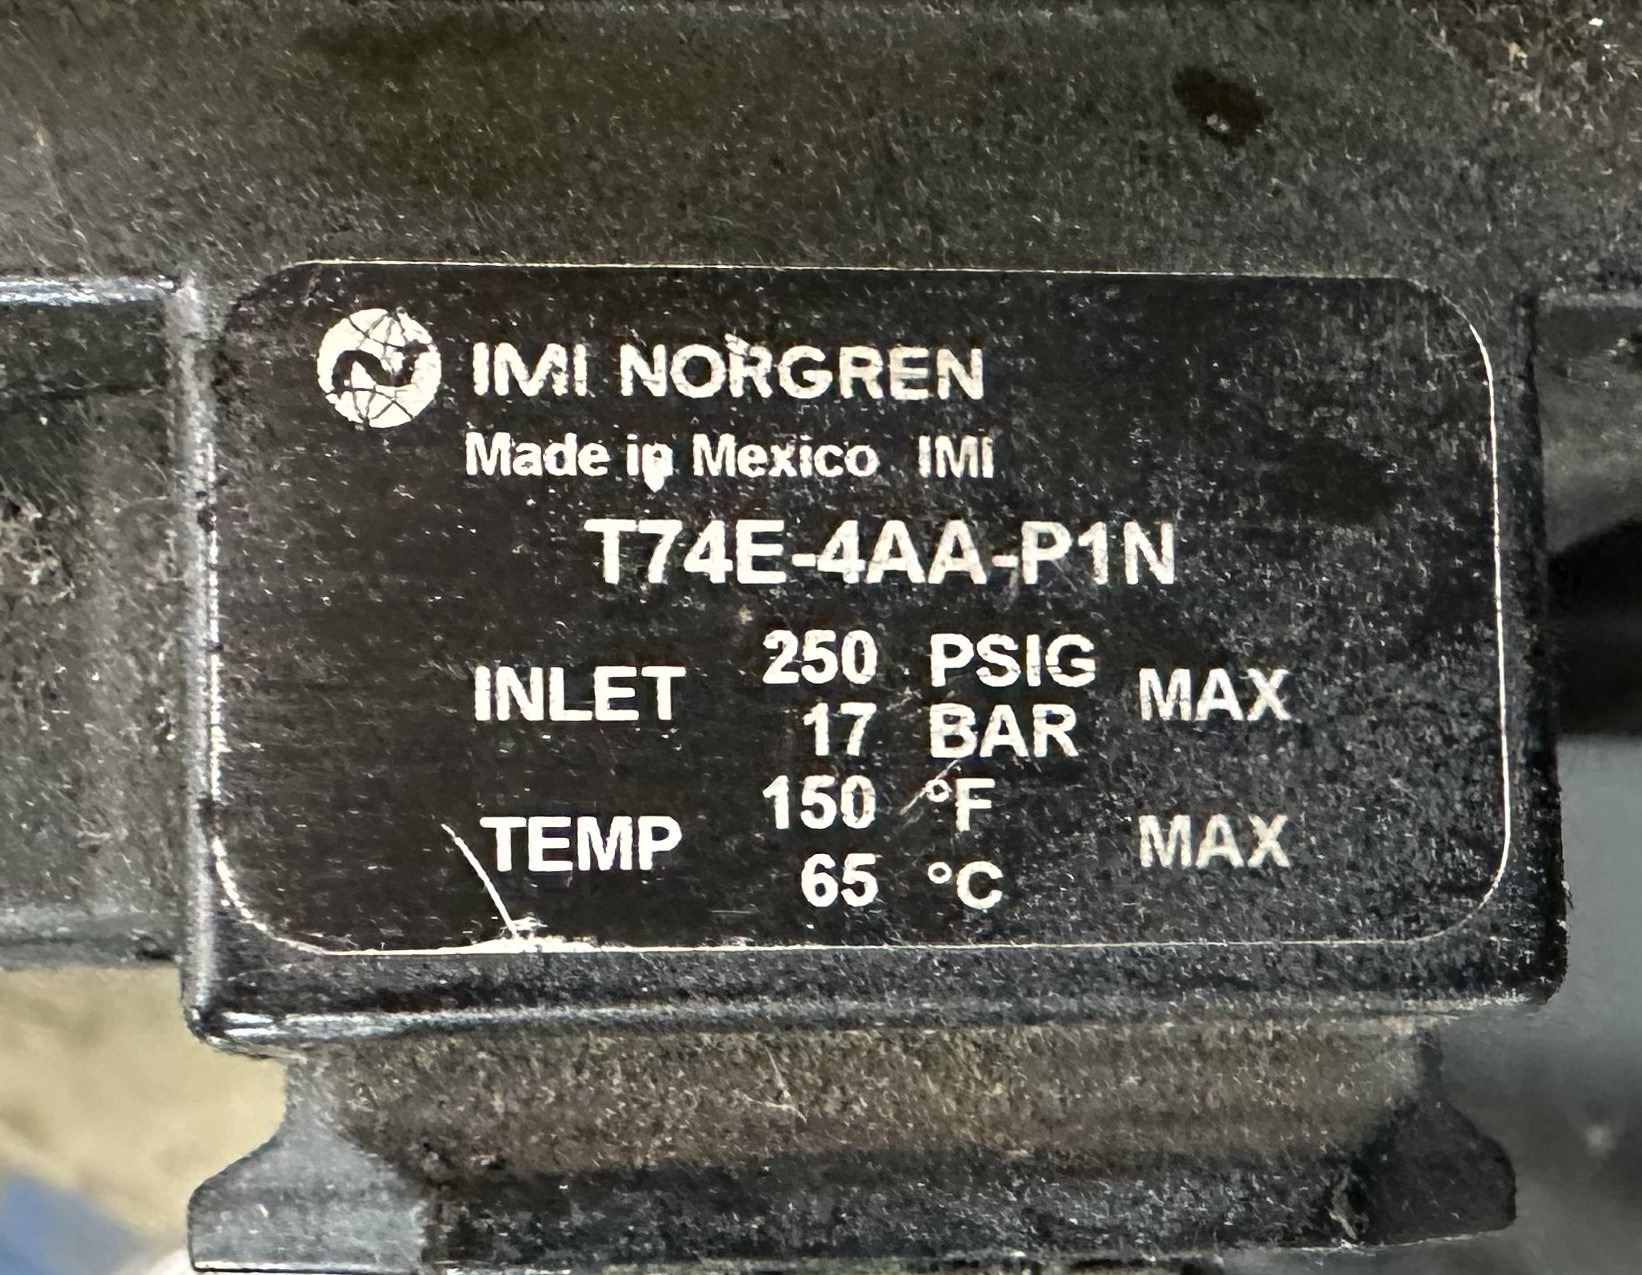 IMI NORGREN
Made in Mexico IMI
T74E-4AA-P1N
INLET 250 PSIG MAX
17 BAR
TEMP 150 °F MAX
65 °C